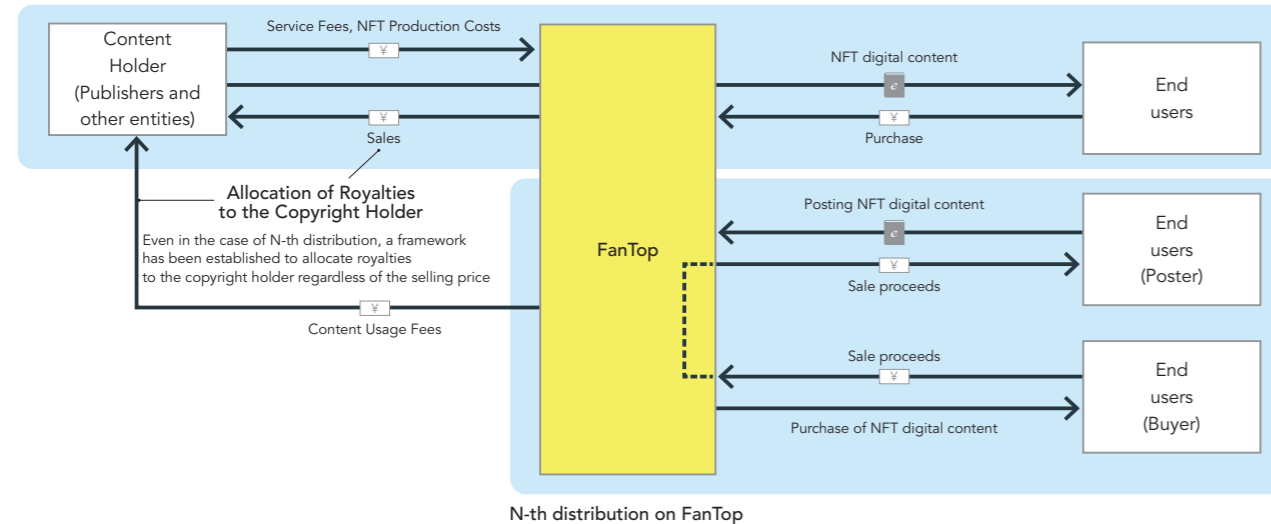 Content
Holder
(Publishers and
other entities)
Service Fees, NFT Production Costs
¥
¥
Sales
Allocation of Royalties
to the Copyright Holder
Even in the case of N-th distribution, a framework
has been established to allocate royalties
to the copyright holder regardless of the selling price
¥
Content Usage Fees
FanTop
NFT digital content
e
¥
Purchase
End
users
Posting NFT digital content
e
¥
Sale proceeds
End
users
(Poster)
Sale proceeds
¥
Purchase of NFT digital content
End
users
(Buyer)
N-th distribution on FanTop